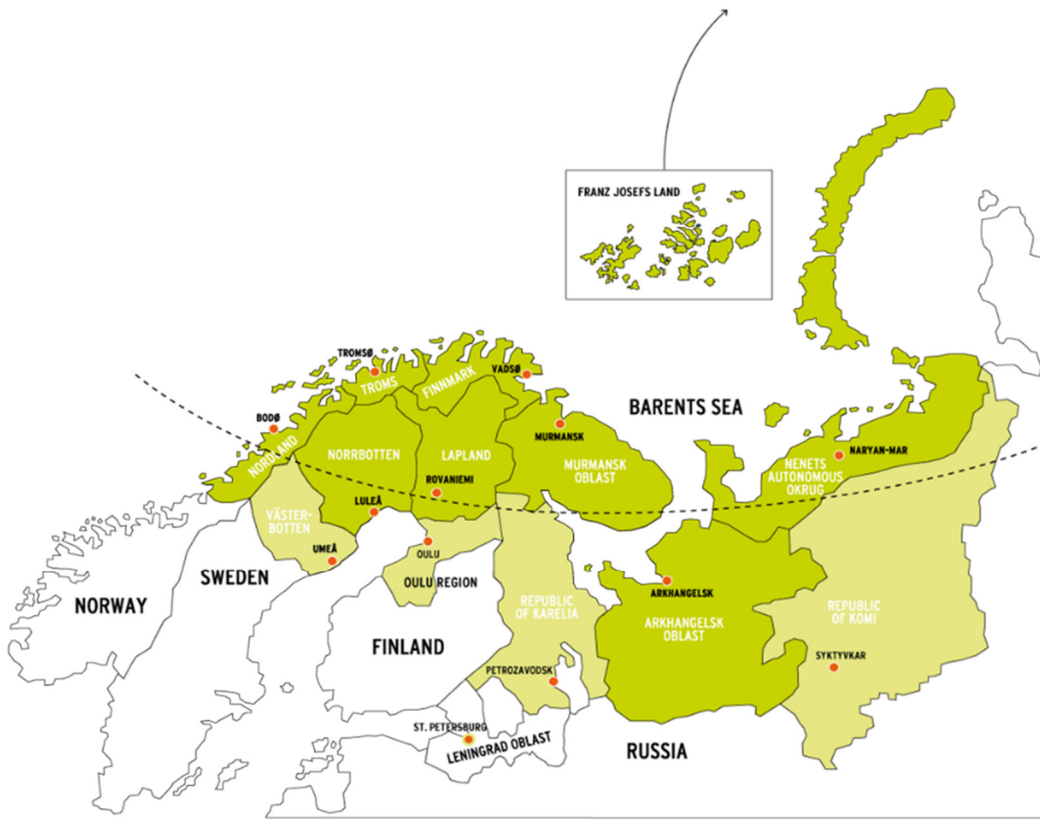 FRANZ JOSEFS LAND
TROMSØ
VADSØ
TROMS
FINNMARK
BODØ
BARENTS SEA
MURMANSK
NORDLAND
NORRBOTTEN
LAPLAND
MURMANSK
OBLAST
NARYAN-MAR
NENETS
AUTONOMOUS
OKRUG
ROVANIEMI
LULEÅ
VÄSTER-
BOTTEN
UMEÅ
OULU
SWEDEN
OULU REGION
NORWAY
ARKHANGELSK
REPUBLIC
OF KARELIA
REPUBLIC
OF KOMI
ARKHANGELSK
OBLAST
FINLAND
SYKTYVKAR
PETROZAVODSK
ST. PETERSBURG
LENINGRAD OBLAST
RUSSIA